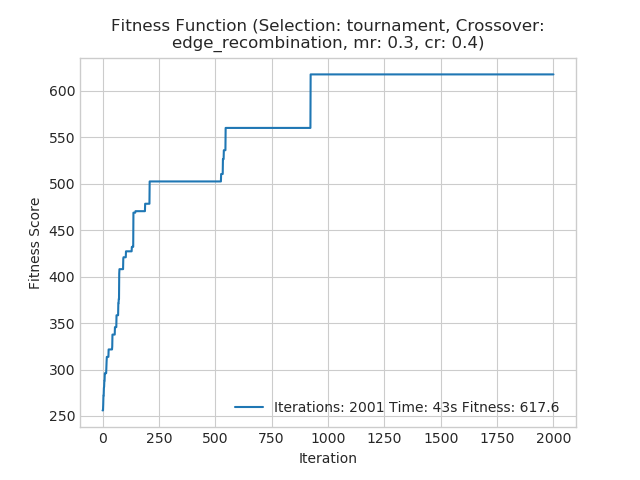 Fitness Function (Selection: tournament, Crossover:
edge_recombination, mr: 0.3, cr: 0.4)
600
550
500
450
400
350
300
250
Fitness Score
Iterations: 2001 Time: 43s Fitness: 617.6
0 250 500 750 1000 1250 1500 1750 2000
Iteration